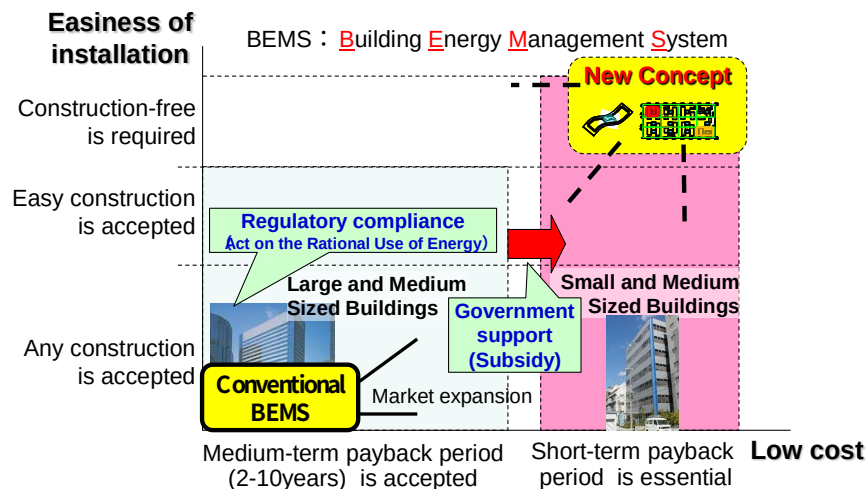 Easiness of
installation
BEMS：Building Energy Management System
New Concept
Construction-free
is required
Easy construction
is accepted
Regulatory compliance
(Act on the Rational Use of Energy)
Large and Medium
Sized Buildings
Small and Medium
Sized Buildings
Government
support
(Subsidy)
Any construction
is accepted
Conventional
BEMS
Market expansion
Medium-term payback period
(2-10years) is accepted
Short-term payback
period is essential
Low cost